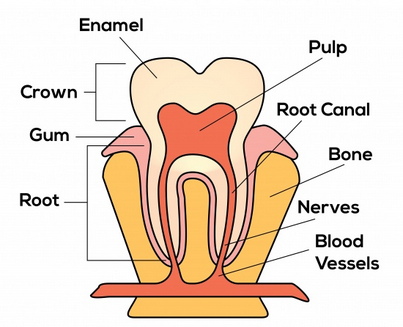 Enamel
Pulp
Crown
Root Canal
Gum
Bone
Root
Nerves
Blood
Vessels